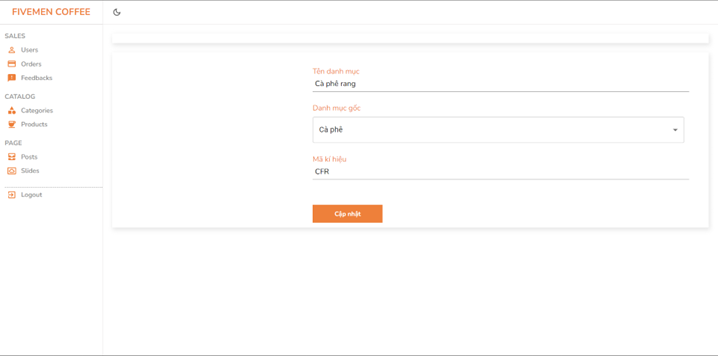 FIVEMEN COFFEE
SALES
Users
Orders
Feedbacks
CATALOG
Categories
Products
PAGE
Posts
Slides
Logout
Tên danh mục
Cà phê rang
Danh mục gốc
Cà phê
Mã kí hiệu
CFR
Cập nhật